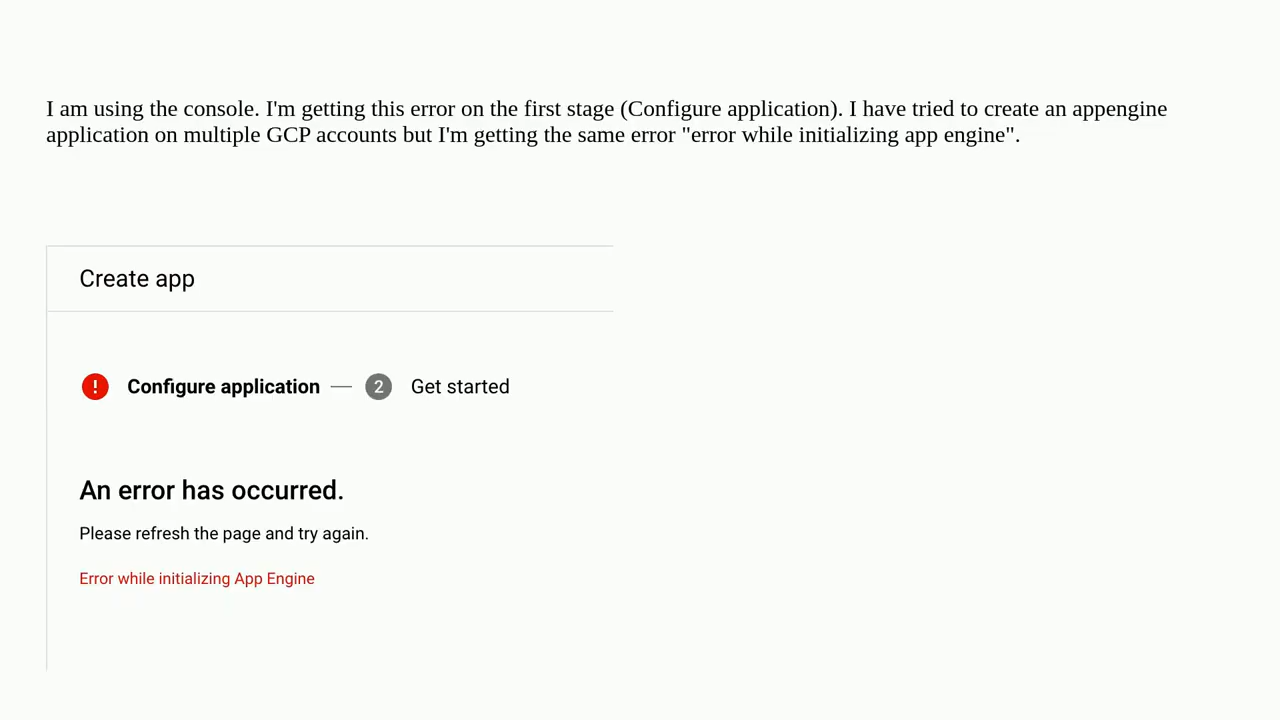 I am using the console. I'm getting this error on the first stage (Configure application). I have tried to create an appengine
application on multiple GCP accounts but I'm getting the same error "error while initializing app engine".
Create app
! Configure application — 2 Get started
An error has occurred.
Please refresh the page and try again.
Error while initializing App Engine